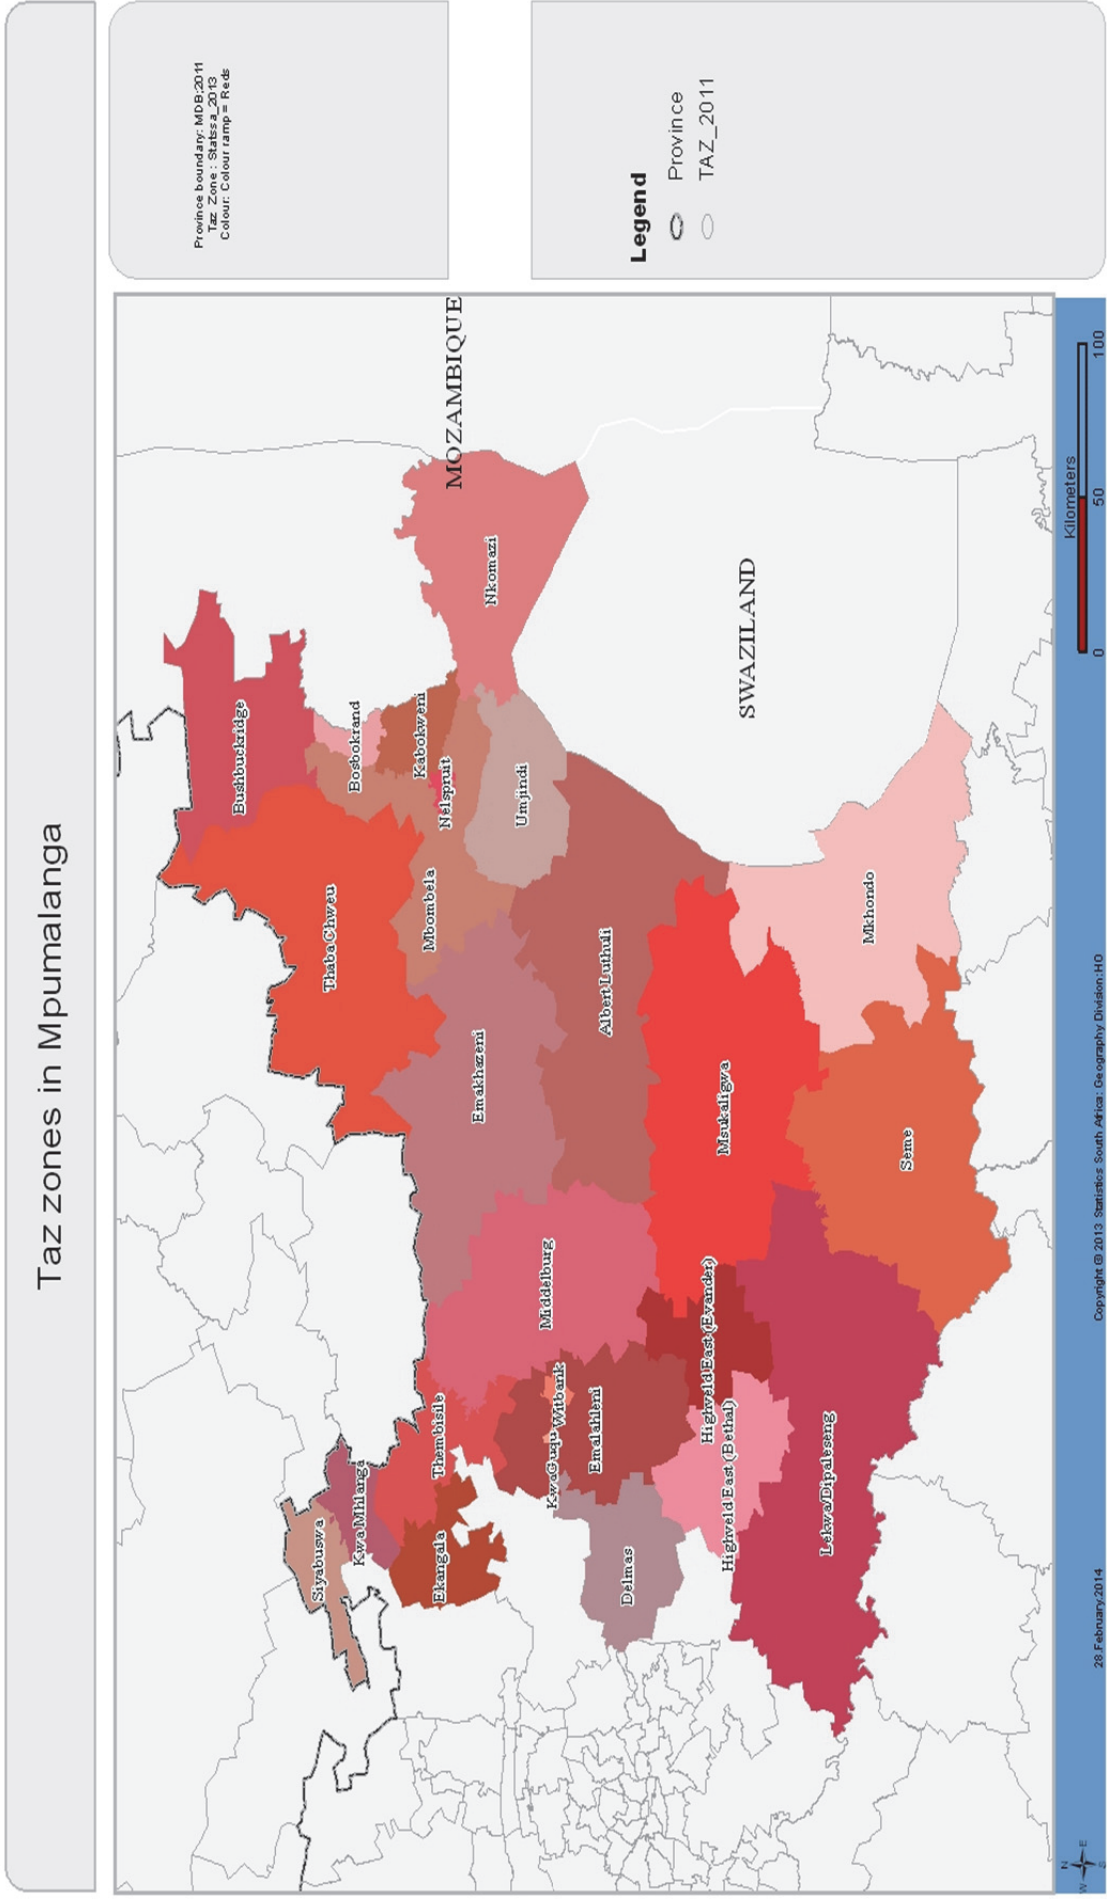 Taz zones in Mpumalanga
Province boundary: MDB;2011
Taz Zone : Statssa_2013
Colour: Colour ramp = Reds
Legend
Province
TAZ_2011
MOZAMBIQUE
SWAZILAND
Bushbuckridge
Bosbokrand
Kabokweni
Nelspruit
Nkomazi
Umjindi
Thaba Chweu
Mbombela
Emakhazeni
Albert Luthuli
Mkhondo
Msukaligwa
Seme
Middelburg
Highveld East (Evander)
Thembisile
Witbank
KwaGuqu
Emalahleni
Highveld East (Bethal)
Lekwa/Dipaleseng
Siyabuswa
Kwa Mhlanga
Ekangala
Delmas
Kilometers
0 50 100
N
W E
S
28.February.2014
Copyright © 2013 Statistics South Africa: Geography Division:HO